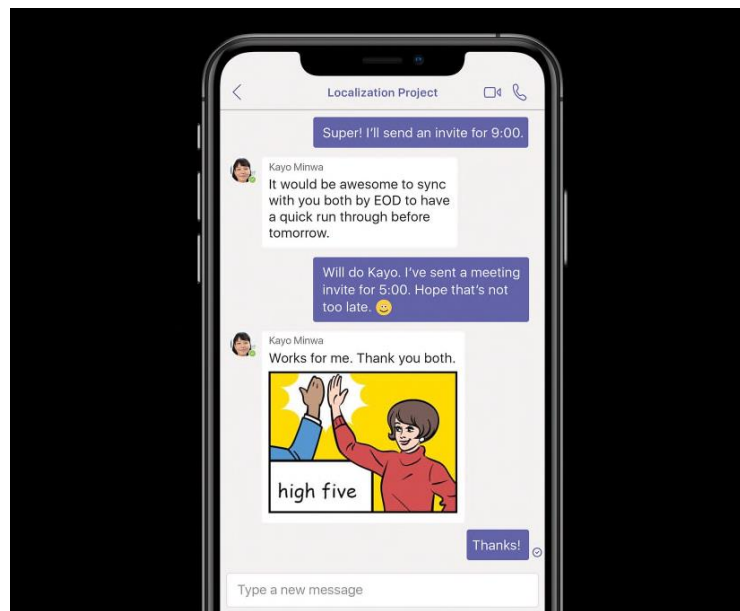 Localization Project
Super! I'll send an invite for 9:00.
Kayo Minwa
It would be awesome to sync
with you both by EOD to have
a quick run through before
tomorrow.
Will do Kayo. I've sent a meeting
invite for 5:00. Hope that's not
too late. 🙂
Kayo Minwa
Works for me. Thank you both.
high five
Thanks!
Type a new message